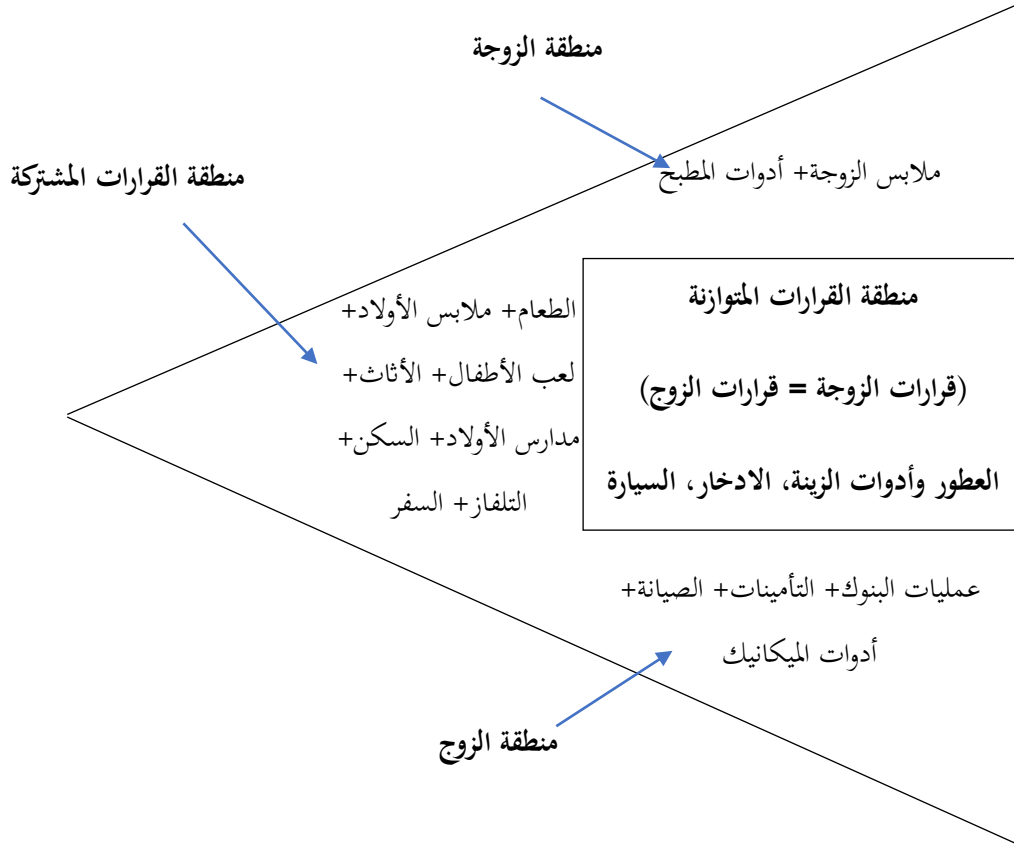 منطقة الزوجة
منطقة القرارات المشتركة
ملابس الزوجة+ أدوات المطبخ
الطعام+ ملابس الأولاد+
لعب الأطفال+ الأثاث+
مدارس الأولاد+ السكن+
التلفاز+ السفر
منطقة القرارات المتوازنة
(قرارات الزوجة = قرارات الزوج)
العطور وأدوات الزينة، الادخار، السيارة
عمليات البنوك+ التأمينات+ الصيانة+
أدوات الميكانيك
منطقة الزوج